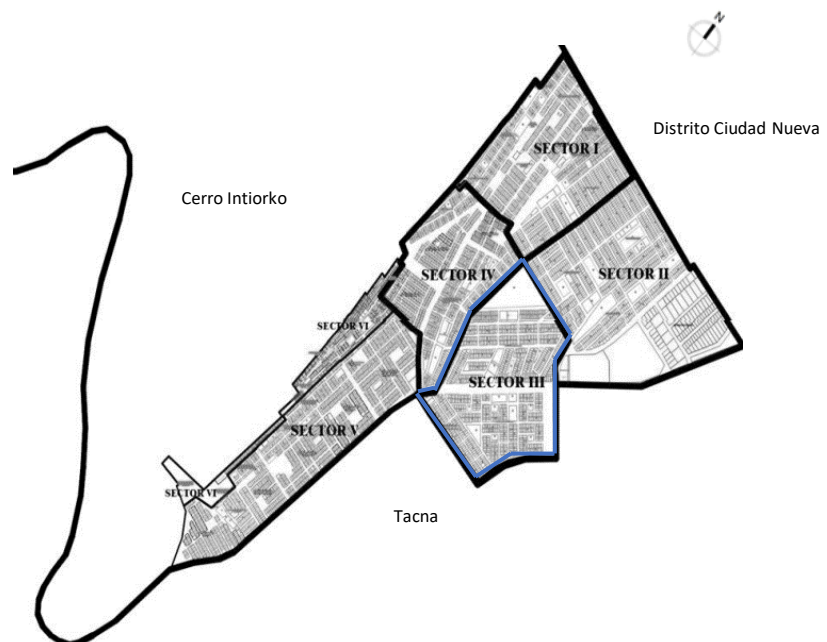 N
Distrito Ciudad Nueva
SECTOR I
Cerro Intiorko
SECTOR IV
SECTOR II
SECTOR VI
SECTOR III
SECTOR V
SECTOR VI
Tacna